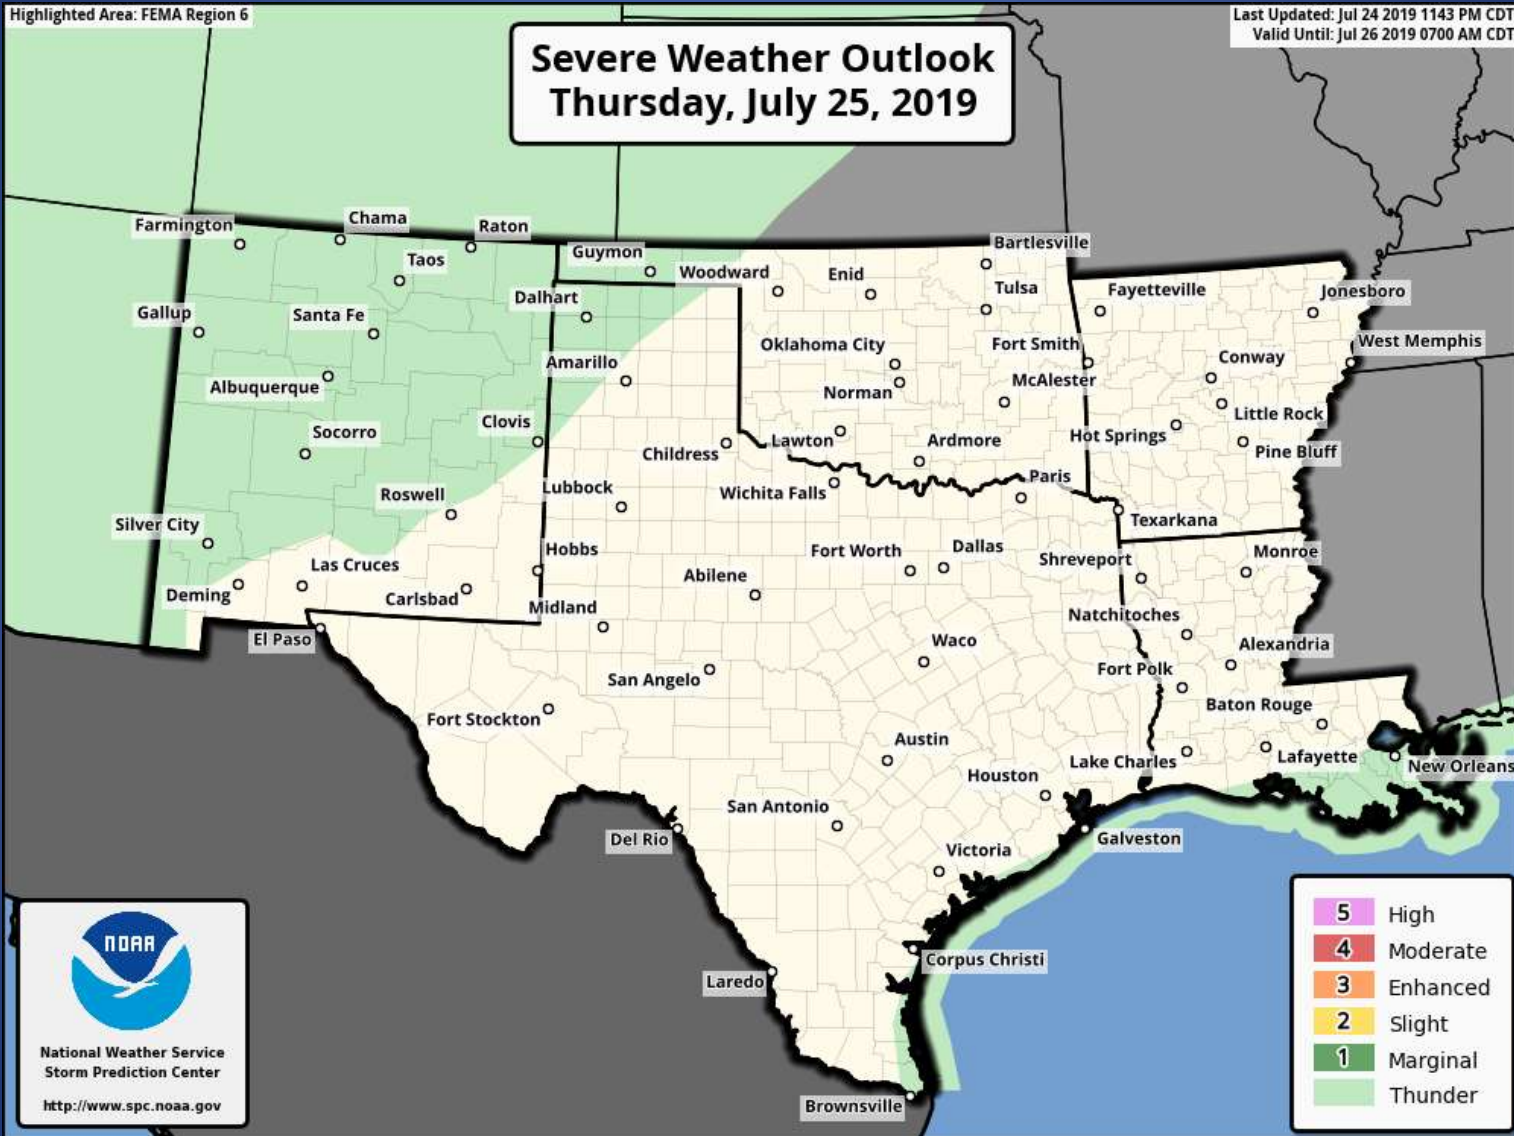 Highlighted Area: FEMA Region 6
Last Updated: Jul 24 2019 1143 PM CDT
Valid Until: Jul 26 2019 0700 AM CDT
Severe Weather Outlook
Thursday, July 25, 2019
Farmington
Chama
Raton
Taos
Guymon
Woodward
Enid
Bartlesville
Tulsa
Fayetteville
Jonesboro
Gallup
Santa Fe
Dalhart
Oklahoma City
Fort Smith
West Memphis
Albuquerque
Amarillo
Norman
McAlester
Conway
Little Rock
Socorro
Clovis
Childress
Lawton
Ardmore
Hot Springs
Pine Bluff
Roswell
Lubbock
Wichita Falls
Paris
Texarkana
Silver City
Las Cruces
Hobbs
Abilene
Fort Worth
Dallas
Shreveport
Monroe
Deming
Carlsbad
Midland
Natchitoches
El Paso
San Angelo
Waco
Fort Polk
Alexandria
Fort Stockton
Austin
Baton Rouge
Houston
Lake Charles
Lafayette
New Orleans
San Antonio
Del Rio
Victoria
Galveston
Corpus Christi
Laredo
Brownsville
NOAA
National Weather Service
Storm Prediction Center
http://www.spc.noaa.gov
5 High
4 Moderate
3 Enhanced
2 Slight
1 Marginal
Thunder